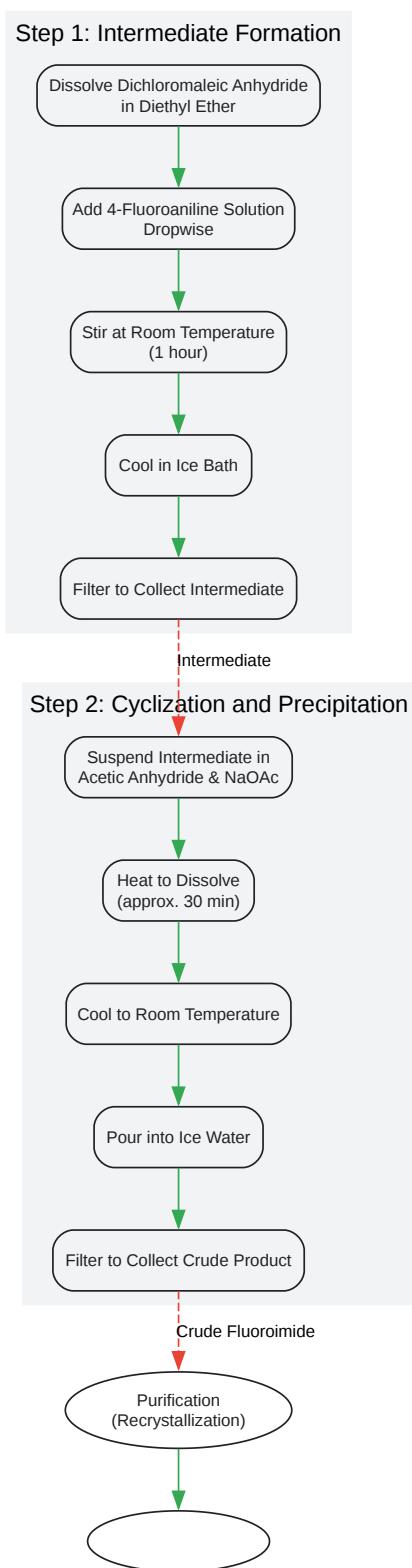 Step 1: Intermediate Formation
Dissolve Dichloromaleic Anhydride
in Diethyl Ether
Add 4-Fluoroaniline Solution
Dropwise
Stir at Room Temperature
(1 hour)
Cool in Ice Bath
Filter to Collect Intermediate
Intermediate
Step 2: Cyclization and Precipitation
Suspend Intermediate in
Acetic Anhydride & NaOAc
Heat to Dissolve
(approx. 30 min)
Cool to Room Temperature
Pour into Ice Water
Filter to Collect Crude Product
Crude Fluoroimide
Purification
(Recrystallization)